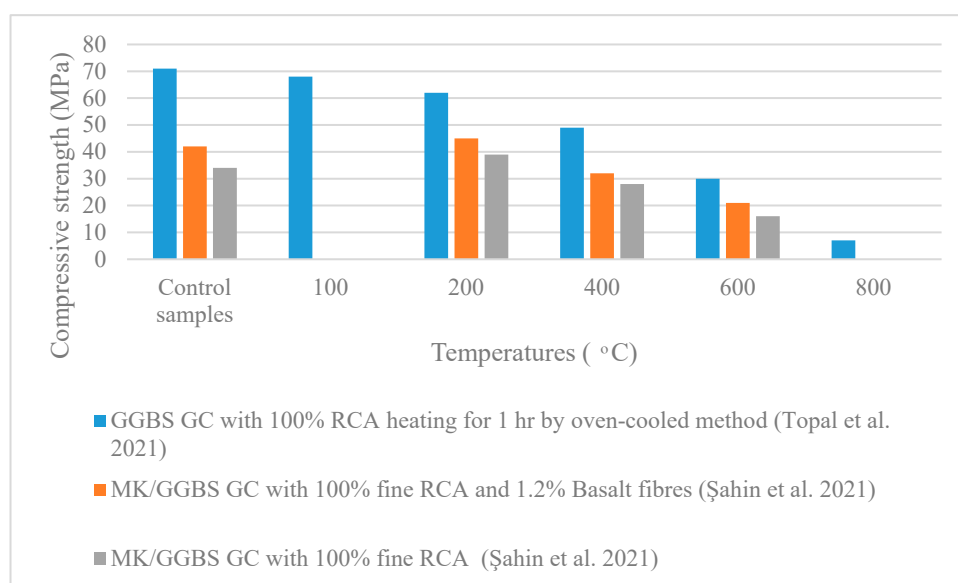 Compressive strength (MPa)
80
70
60
50
40
30
20
10
0
Control
samples
100
200
400
600
800
Temperatures ( °C)
GGBS GC with 100% RCA heating for 1 hr by oven-cooled method (Topal et al.
2021)
MK/GGBS GC with 100% fine RCA and 1.2% Basalt fibres (Şahin et al. 2021)
MK/GGBS GC with 100% fine RCA (Şahin et al. 2021)